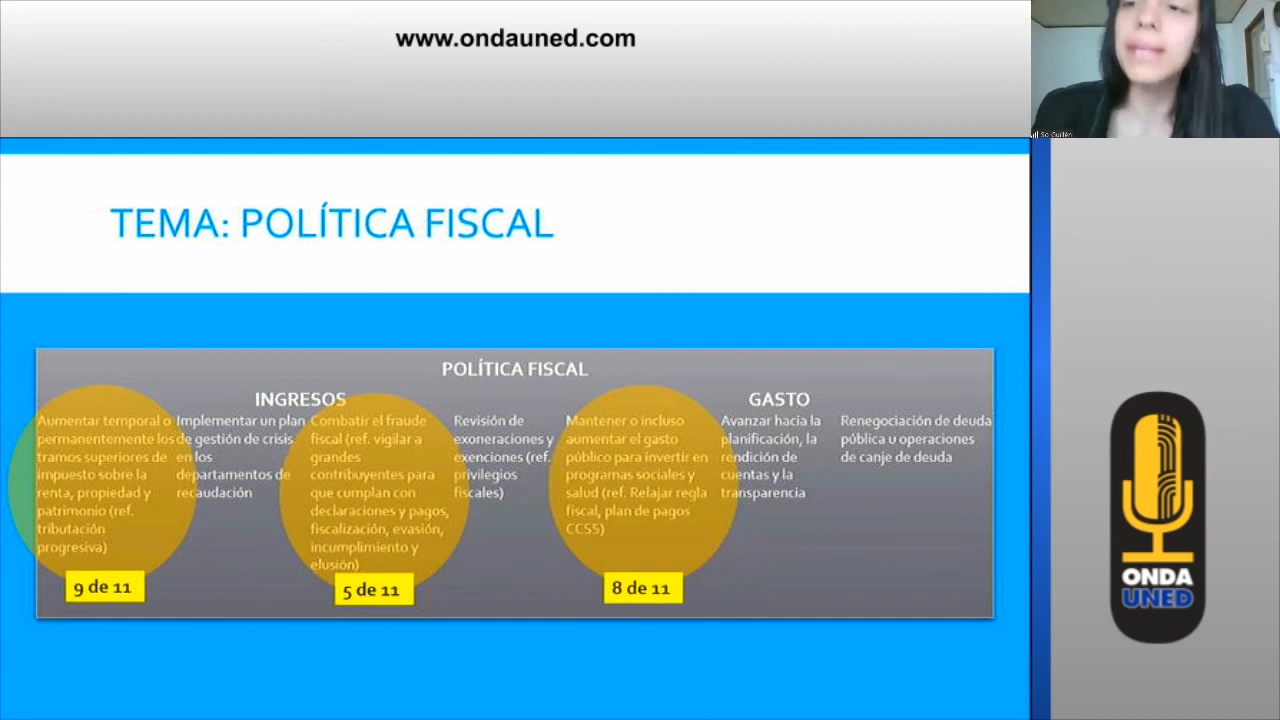 www.ondauned.com
So Guillén
TEMA: POLÍTICA FISCAL
POLÍTICA FISCAL
INGRESOS
GASTO
Aumentar temporal o
permanentemente los
tramos superiores de
impuesto sobre la
renta, propiedad y
patrimonio (ref.
tributación
progresiva)
Implementar un plan
de gestión de crisis
en los
departamentos de
recaudación
Combatir el fraude
fiscal (ref. vigilar a
grandes
contribuyentes para
que cumplan con
declaraciones y pagos,
fiscalización, evasión,
incumplimiento y
elusión)
Revisión de
exoneraciones y
exenciones (ref.
privilegios
fiscales)
Mantener o incluso
aumentar el gasto
público para invertir en
programas sociales y
salud (ref. Relajar regla
fiscal, plan de pagos
CCSS)
Avanzar hacia la
planificación, la
rendición de
cuentas y la
transparencia
Renegociación de deuda
pública u operaciones
de canje de deuda
9 de 11
5 de 11
8 de 11
ONDA
UNED